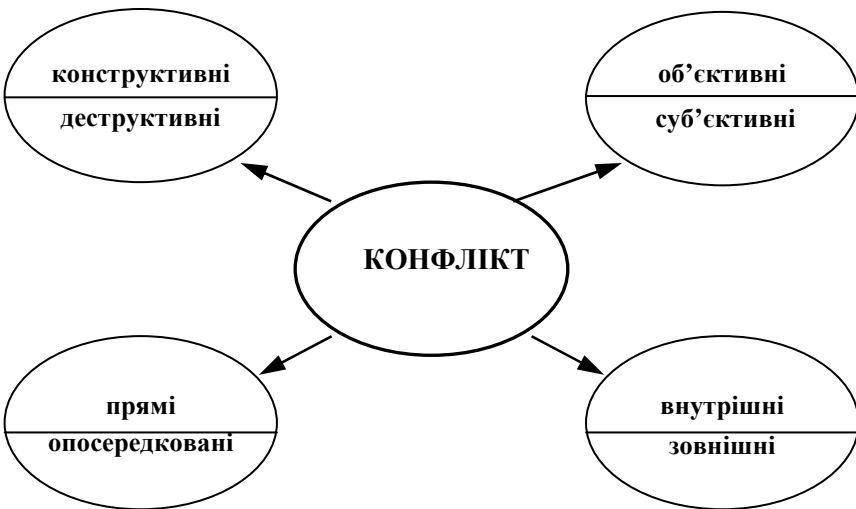 конструктивні
деструктивні
об’єктивні
суб’єктивні
КОНФЛІКТ
прямі
опосередковані
внутрішні
зовнішні